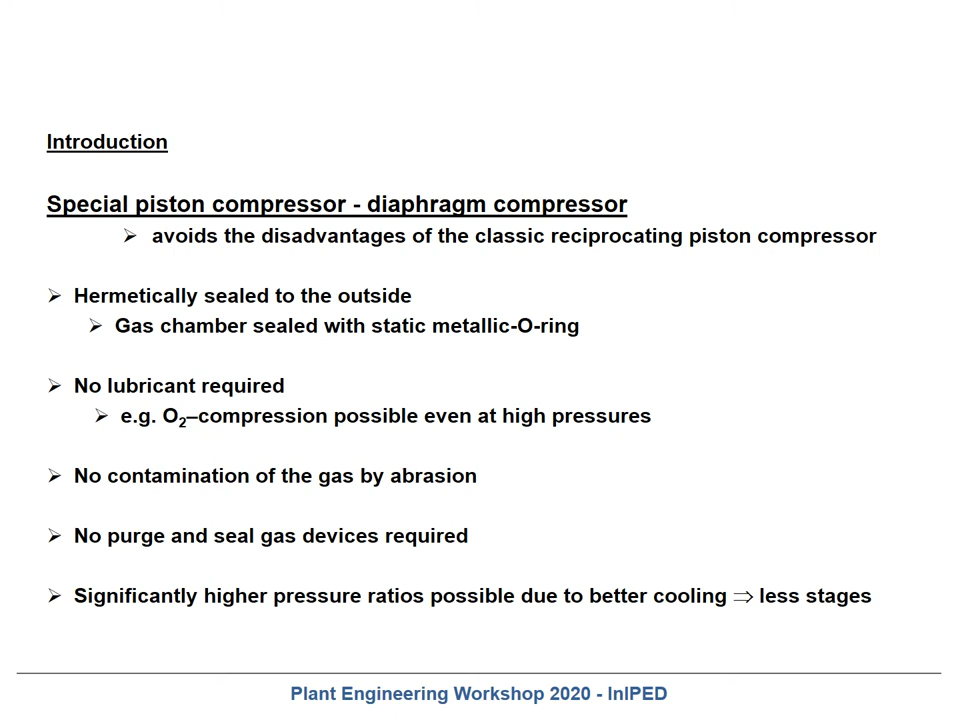 Introduction
Special piston compressor - diaphragm compressor
➢ avoids the disadvantages of the classic reciprocating piston compressor
➢ Hermetically sealed to the outside
➢ Gas chamber sealed with static metallic-O-ring
➢ No lubricant required
➢ e.g. O₂–compression possible even at high pressures
➢ No contamination of the gas by abrasion
➢ No purge and seal gas devices required
➢ Significantly higher pressure ratios possible due to better cooling ⇒ less stages
Plant Engineering Workshop 2020 - InIPED